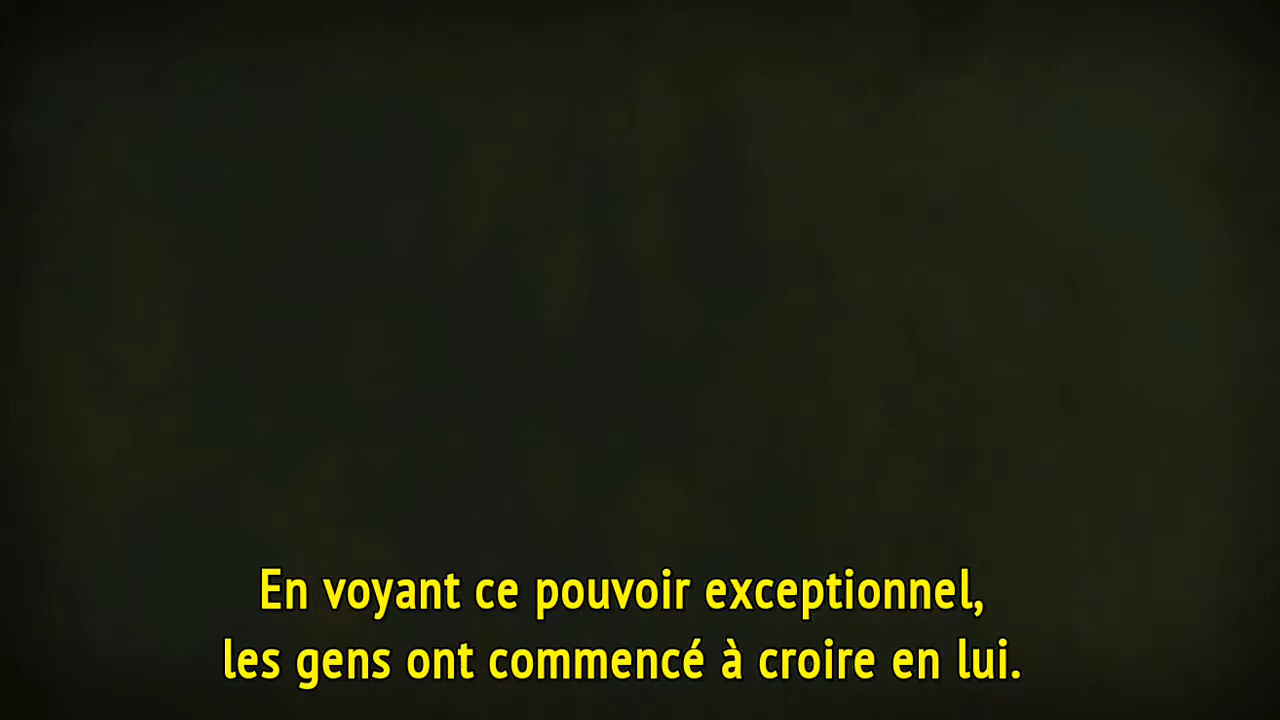 En voyant ce pouvoir exceptionnel,
les gens ont commencé à croire en lui.